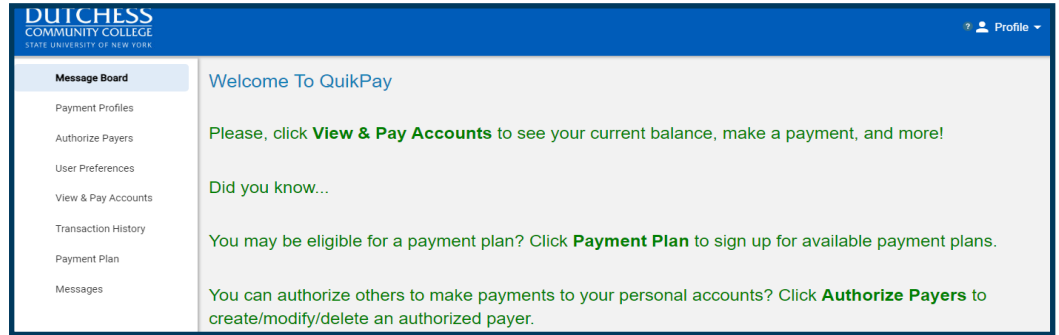 DUTCHESS
COMMUNITY COLLEGE
STATE UNIVERSITY OF NEW YORK
? Profile
Message Board
Payment Profiles
Authorize Payers
User Preferences
View & Pay Accounts
Transaction History
Payment Plan
Messages
Welcome To QuikPay
Please, click View & Pay Accounts to see your current balance, make a payment, and more!
Did you know...
You may be eligible for a payment plan? Click Payment Plan to sign up for available payment plans.
You can authorize others to make payments to your personal accounts? Click Authorize Payers to
create/modify/delete an authorized payer.